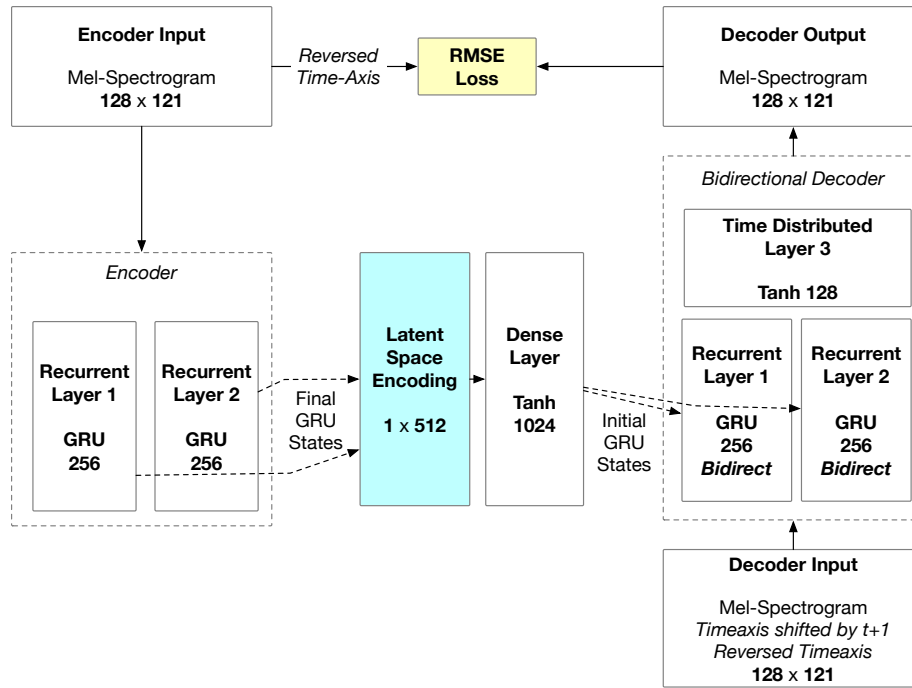 Encoder Input
Mel-Spectrogram
128 x 121
Reversed
Time-Axis
RMSE
Loss
Decoder Output
Mel-Spectrogram
128 x 121
Encoder
Recurrent
Layer 1
GRU
256
Recurrent
Layer 2
GRU
256
Final
GRU
States
Latent
Space
Encoding
1 x 512
Dense
Layer
Tanh
1024
Initial
GRU
States
Bidirectional Decoder
Time Distributed
Layer 3
Tanh 128
Recurrent
Layer 1
GRU
256
Bidirect
Recurrent
Layer 2
GRU
256
Bidirect
Decoder Input
Mel-Spectrogram
Timeaxis shifted by t+1
Reversed Timeaxis
128 x 121